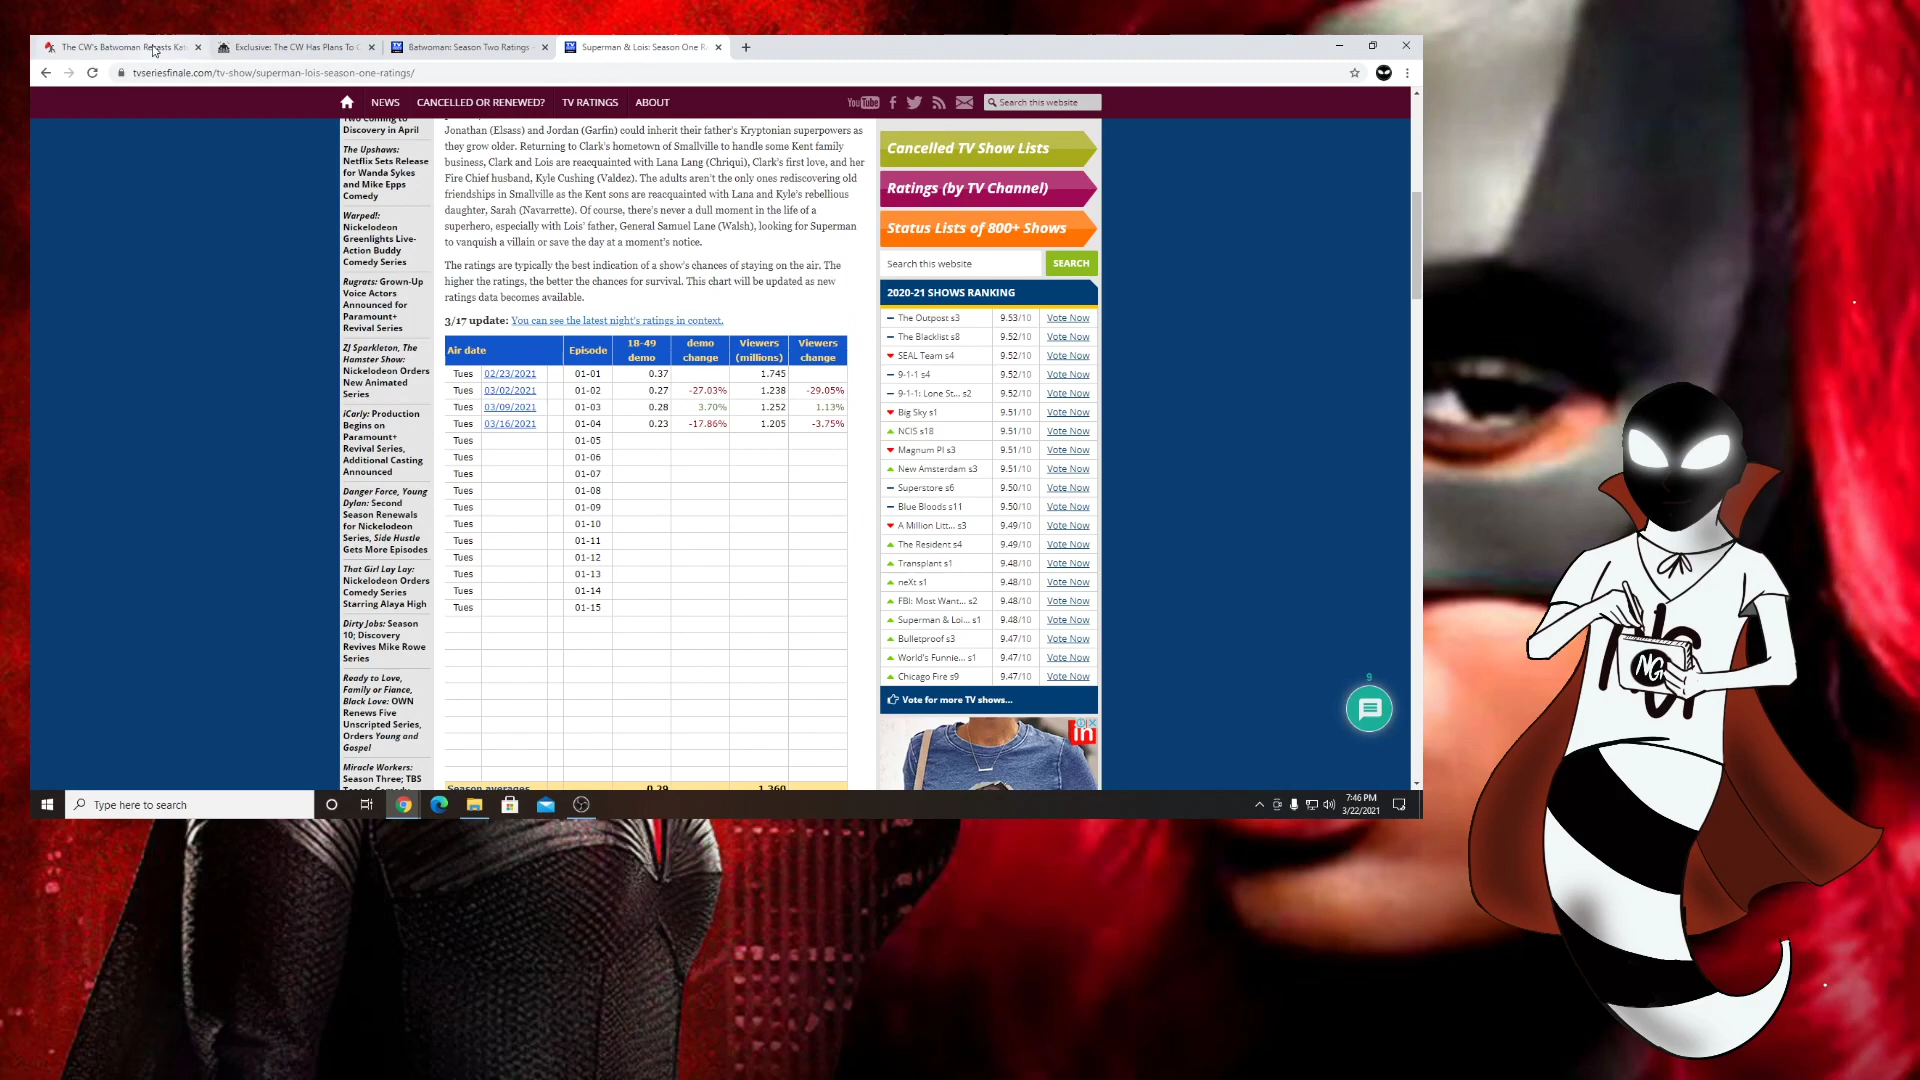 The CW's Batwoman Recasts Kat
Exclusive: The CW Has Plans To C
Batwoman: Season Two Ratings -
Superman & Lois: Season One R
tvseriesfinale.com/tv-show/superman-lois-season-one-ratings/
NEWS CANCELLED OR RENEWED? TV RATINGS ABOUT
YouTube
Search this website
Two Coming to
Discovery in April
The Upshaws:
Netflix Sets Release
for Wanda Sykes
and Mike Epps
Comedy
Warped!:
Nickelodeon
Greenlights Live-
Action Buddy
Comedy Series
Rugrats: Grown-Up
Voice Actors
Announced for
Paramount+
Revival Series
ZJ Sparkleton, The
Hamster Show:
Nickelodeon Orders
New Animated
Series
iCarly: Production
Begins on
Paramount+
Revival Series,
Additional Casting
Announced
Danger Force, Young
Dylan: Second
Season Renewals
for Nickelodeon
Series, Side Hustle
Gets More Episodes
That Girl Lay Lay:
Nickelodeon Orders
Comedy Series
Starring Alaya High
Dirty Jobs: Season
10; Discovery
Revives Mike Rowe
Series
Ready to Love,
Family or Fiance,
Black Love: OWN
Renews Five
Unscripted Series,
Orders Young and
Gospel
Miracle Workers:
Season Three; TBS
Jonathan (Elsass) and Jordan (Garfin) could inherit their father's Kryptonian superpowers as
they grow older. Returning to Clark's hometown of Smallville to handle some Kent family
business, Clark and Lois are reacquainted with Lana Lang (Chriqui), Clark's first love, and her
Fire Chief husband, Kyle Cushing (Valdez). The adults aren't the only ones rediscovering old
friendships in Smallville as the Kent sons are reacquainted with Lana and Kyle's rebellious
daughter, Sarah (Navarrette). Of course, there's never a dull moment in the life of a
superhero, especially with Lois' father, General Samuel Lane (Walsh), looking for Superman
to vanquish a villain or save the day at a moment's notice.
The ratings are typically the best indication of a show's chances of staying on the air. The
higher the ratings, the better the chances for survival. This chart will be updated as new
ratings data becomes available.
3/17 update: You can see the latest night's ratings in context.
Air date Episode 18-49 demo demo change Viewers (millions) Viewers change
Tues 02/23/2021 01-01 0.37 1.745
Tues 03/02/2021 01-02 0.27 -27.03% 1.238 -29.05%
Tues 03/09/2021 01-03 0.28 3.70% 1.252 1.13%
Tues 03/16/2021 01-04 0.23 -17.86% 1.205 -3.75%
Tues 01-05
Tues 01-06
Tues 01-07
Tues 01-08
Tues 01-09
Tues 01-10
Tues 01-11
Tues 01-12
Tues 01-13
Tues 01-14
Tues 01-15
Season averages 0.29 1.360
Cancelled TV Show Lists
Ratings (by TV Channel)
Status Lists of 800+ Shows
Search this website SEARCH
2020-21 SHOWS RANKING
The Outpost s3 9.53/10 Vote Now
The Blacklist s8 9.52/10 Vote Now
SEAL Team s4 9.52/10 Vote Now
9-1-1 s4 9.52/10 Vote Now
9-1-1: Lone St... s2 9.52/10 Vote Now
Big Sky s1 9.51/10 Vote Now
NCIS s18 9.51/10 Vote Now
Magnum PI s3 9.51/10 Vote Now
New Amsterdam s3 9.51/10 Vote Now
Superstore s6 9.50/10 Vote Now
Blue Bloods s11 9.50/10 Vote Now
A Million Litt... s3 9.49/10 Vote Now
The Resident s4 9.49/10 Vote Now
Transplant s1 9.48/10 Vote Now
neXt s1 9.48/10 Vote Now
FBI: Most Want... s2 9.48/10 Vote Now
Superman & Loi... s1 9.48/10 Vote Now
Bulletproof s3 9.47/10 Vote Now
World's Funnie... s1 9.47/10 Vote Now
Chicago Fire s9 9.47/10 Vote Now
Vote for more TV shows...
in
9
NG
Type here to search
7:46 PM
3/22/2021